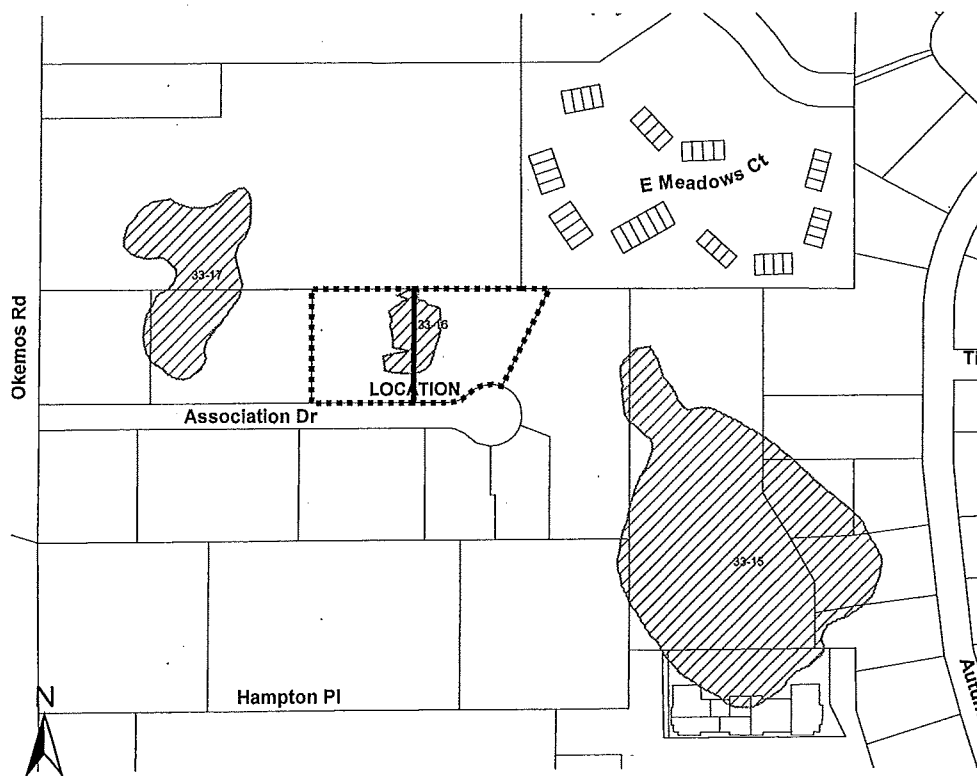 E Meadows Ct
33-17
33-16
Okemos Rd
LOCATION
Association Dr
33-15
Hampton Pl
N